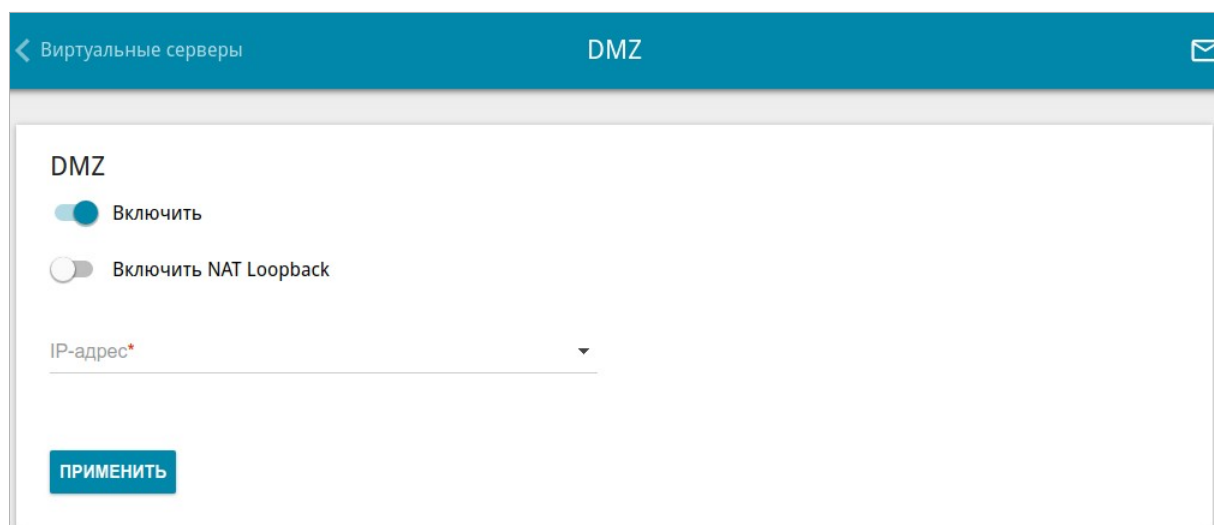 Виртуальные серверы
DMZ
DMZ
Включить
Включить NAT Loopback
IP-адрес*
ПРИМЕНИТЬ